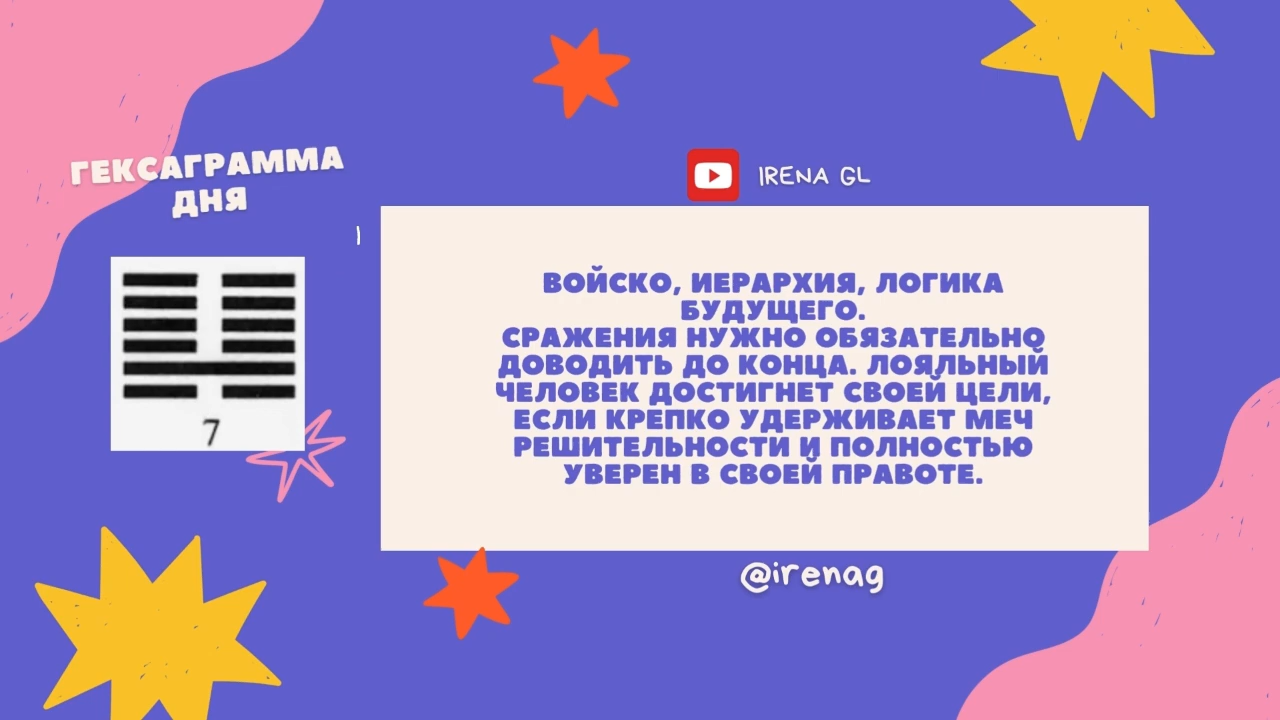 ГЕКСАГРАММА
ДНЯ
7
IRENA GL
ВОЙСКО, ИЕРАРХИЯ, ЛОГИКА
БУДУЩЕГО.
СРАЖЕНИЯ НУЖНО ОБЯЗАТЕЛЬНО
ДОВОДИТЬ ДО КОНЦА. ЛОЯЛЬНЫЙ
ЧЕЛОВЕК ДОСТИГНЕТ СВОЕЙ ЦЕЛИ,
ЕСЛИ КРЕПКО УДЕРЖИВАЕТ МЕЧ
РЕШИТЕЛЬНОСТИ И ПОЛНОСТЬЮ
УВЕРЕН В СВОЕЙ ПРАВОТЕ.
@irenag